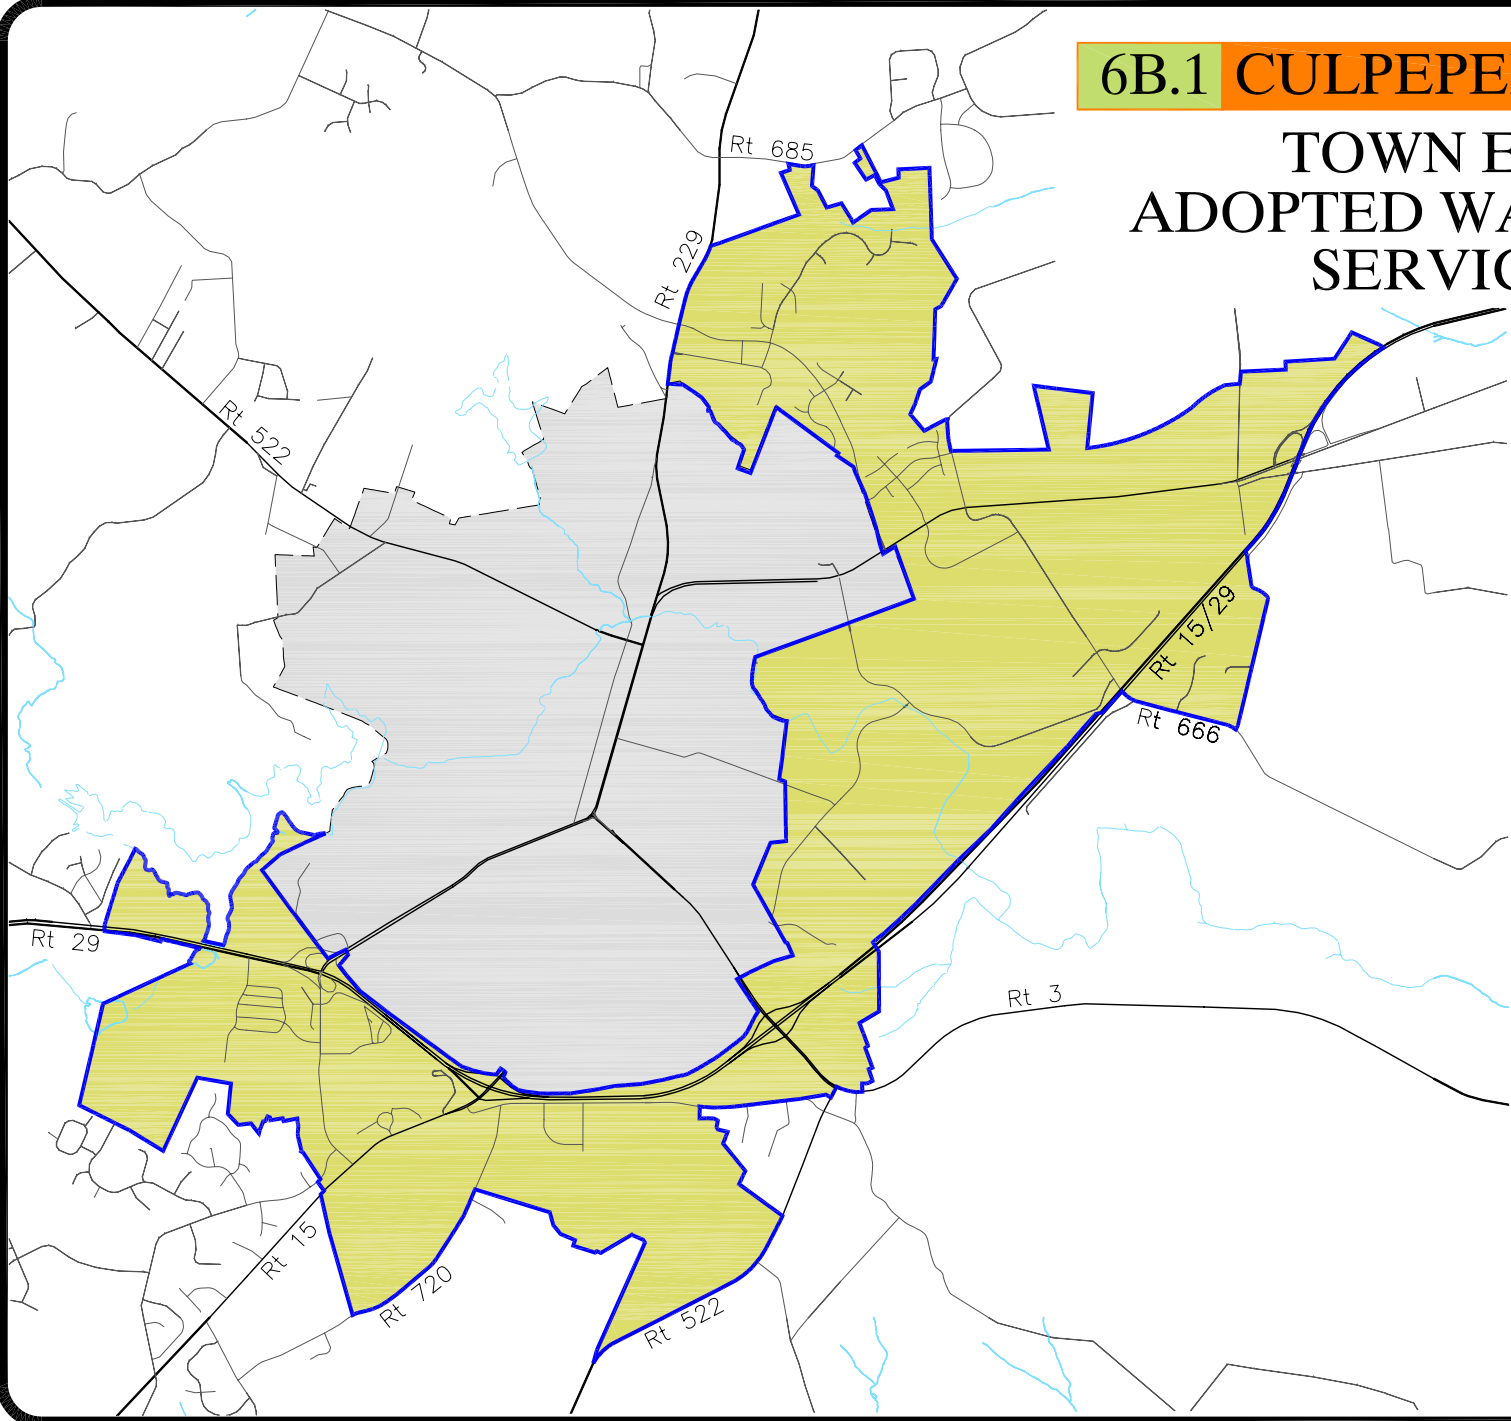 6B.1 CULPEPE
TOWN E
ADOPTED WA
SERVIC
Rt 685
Rt 229
Rt 522
Rt 15/29
Rt 666
Rt 29
Rt 3
Rt 15
Rt 720
Rt 522